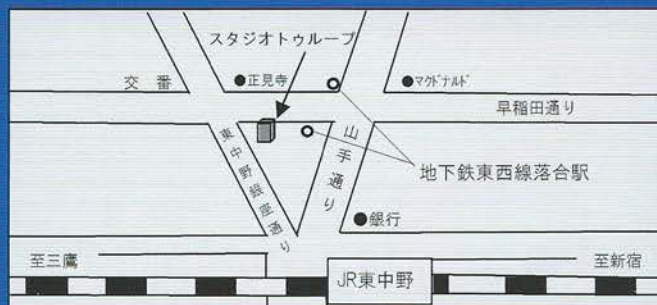 スタジオトゥループ
交番
正見寺
マクドナルド
早稲田通り
東中野銀座通り
山手通り
地下鉄東西線落合駅
銀行
至三鷹
至新宿
JR東中野